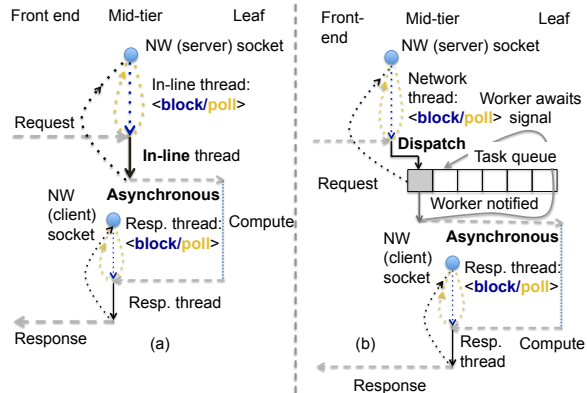 Front end Mid-tier Leaf
NW (server) socket
In-line thread:
<block/poll>
Request
In-line thread
Asynchronous
NW
(client)
socket
Resp. thread:
<block/poll>
Compute
Resp. thread
Response
(a)
Front-
end
Mid-tier Leaf
NW (server) socket
Network
thread:
<block/poll>
Worker awaits
signal
Dispatch
Task queue
Request
Worker notified
Asynchronous
NW
(client)
socket
Resp. thread:
<block/poll>
(b)
Resp.
thread
Compute
Response